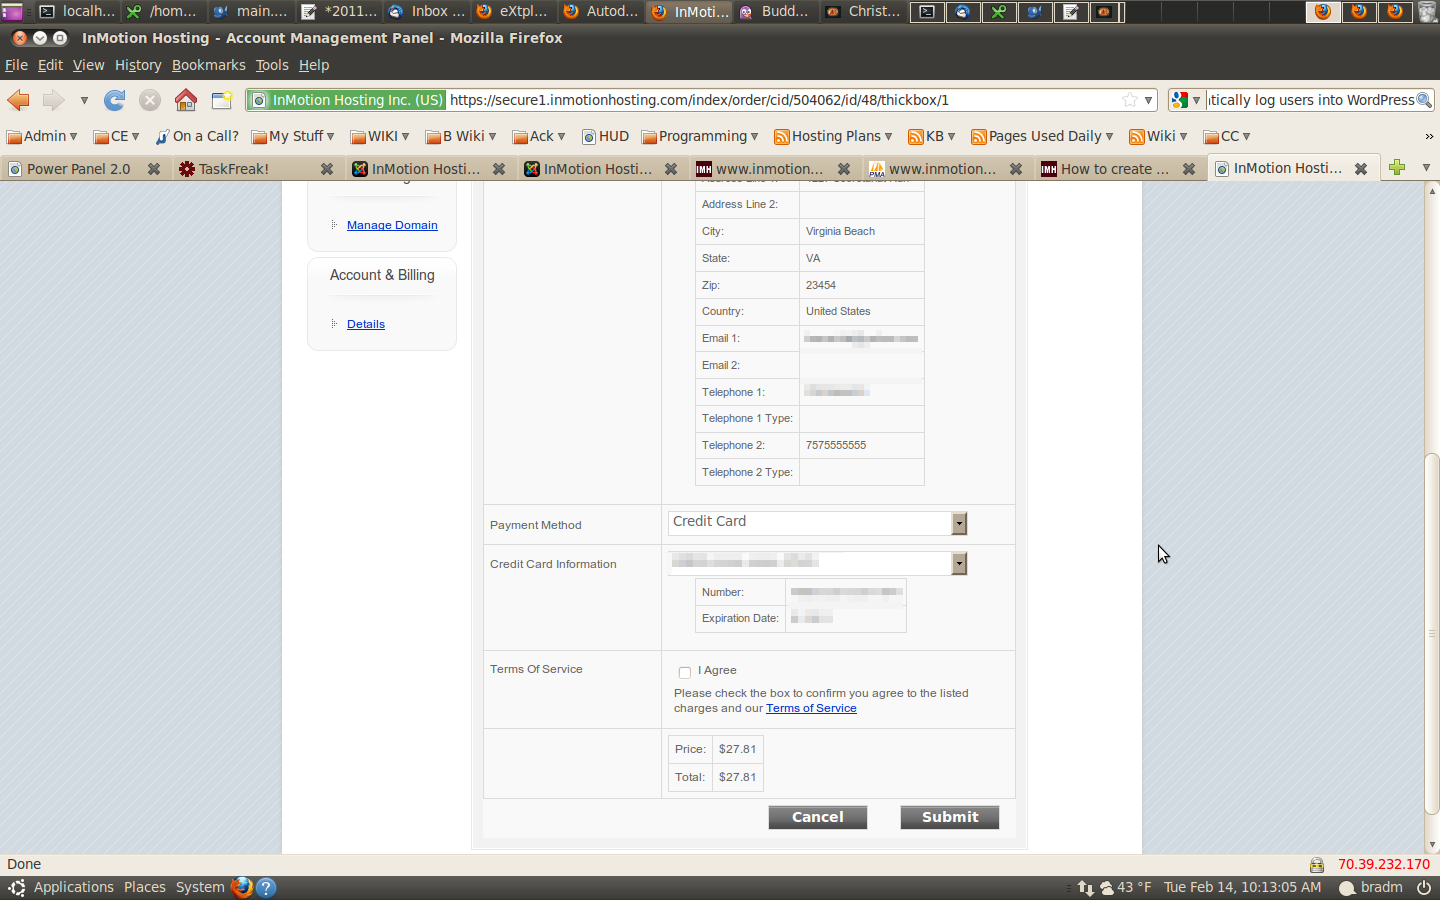 localh... /hom... main.... *2011... Inbox ... eXtpl... Autod... InMoti... Budd... Christ...
InMotion Hosting - Account Management Panel - Mozilla Firefox
File Edit View History Bookmarks Tools Help
InMotion Hosting Inc. (US) https://secure1.inmotionhosting.com/index/order/cid/504062/id/48/thickbox/1 tically log users into WordPress
Admin CE On a Call? My Stuff WIKI B Wiki Ack HUD Programming Hosting Plans KB Pages Used Daily Wiki CC »
Power Panel 2.0 TaskFreak! InMotion Hosti... InMotion Hosti... www.inmotion... www.inmotion... How to create ... InMotion Hosti...
Manage Domain
Account & Billing
Details
Address Line 2:
City: Virginia Beach
State: VA
Zip: 23454
Country: United States
Email 1:
Email 2:
Telephone 1:
Telephone 1 Type:
Telephone 2: 7575555555
Telephone 2 Type:
Payment Method Credit Card
Credit Card Information
Number:
Expiration Date:
Terms Of Service I Agree
Please check the box to confirm you agree to the listed
charges and our Terms of Service
Price: $27.81
Total: $27.81
Cancel Submit
Done 70.39.232.170
Applications Places System ? 43 °F Tue Feb 14, 10:13:05 AM bradm